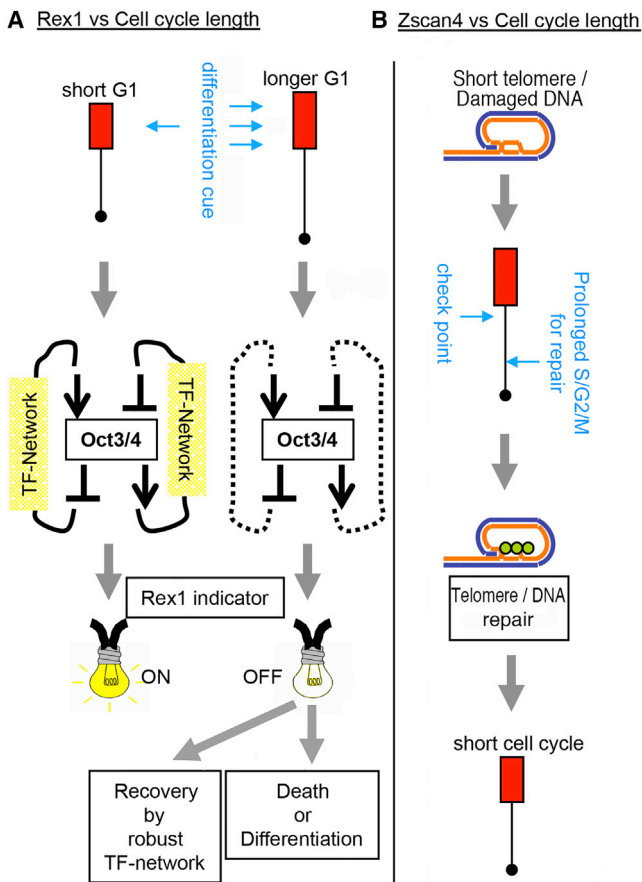 A Rex1 vs Cell cycle length
short G1
differentiation cue
longer G1
TF-Network
Oct3/4
TF-Network
Oct3/4
Rex1 indicator
ON
OFF
Recovery
by
robust
TF-network
Death
or
Differentiation
B Zscan4 vs Cell cycle length
Short telomere /
Damaged DNA
check point
Prolonged S/G2/M
for repair
Telomere / DNA
repair
short cell cycle